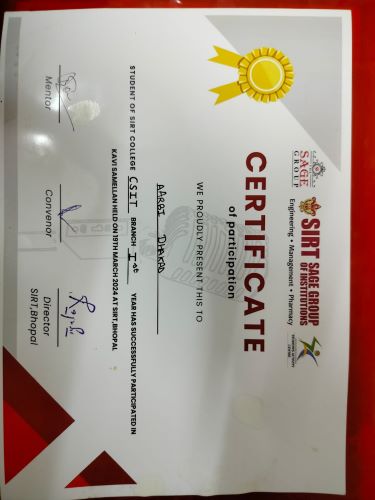 SAGE
GROUP
SIRT SAGE GROUP
OF INSTITUTIONS
Engineering • Management • Pharmacy
CERTIFICATE
of participation
WE PROUDLY PRESENT THIS TO
AARSI DHAKAD
STUDENT OF SIRT COLLEGE CSIT BRANCH Ist YEAR HAS SUCCESSFULLY PARTICIPATED IN
KAVI SAMELLAN HELD ON 19TH MARCH 2024 AT SIRT, BHOPAL
Mentor
Convenor
Director
SIRT, Bhopal